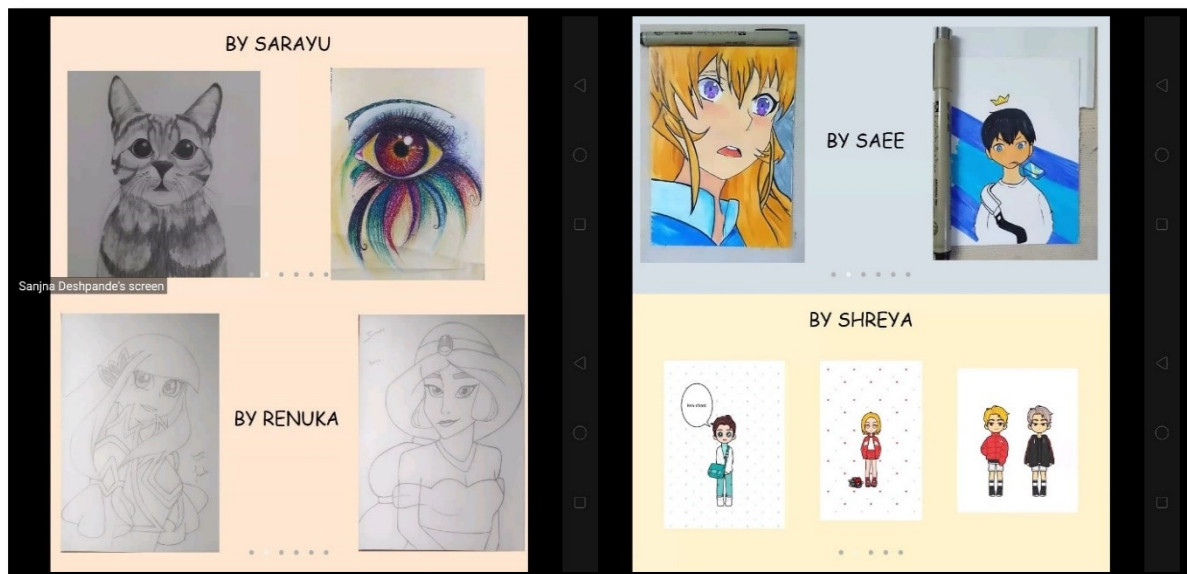 BY SARAYU
Sanjna Deshpande's screen
BY RENUKA
BY SAEE
BY SHREYA